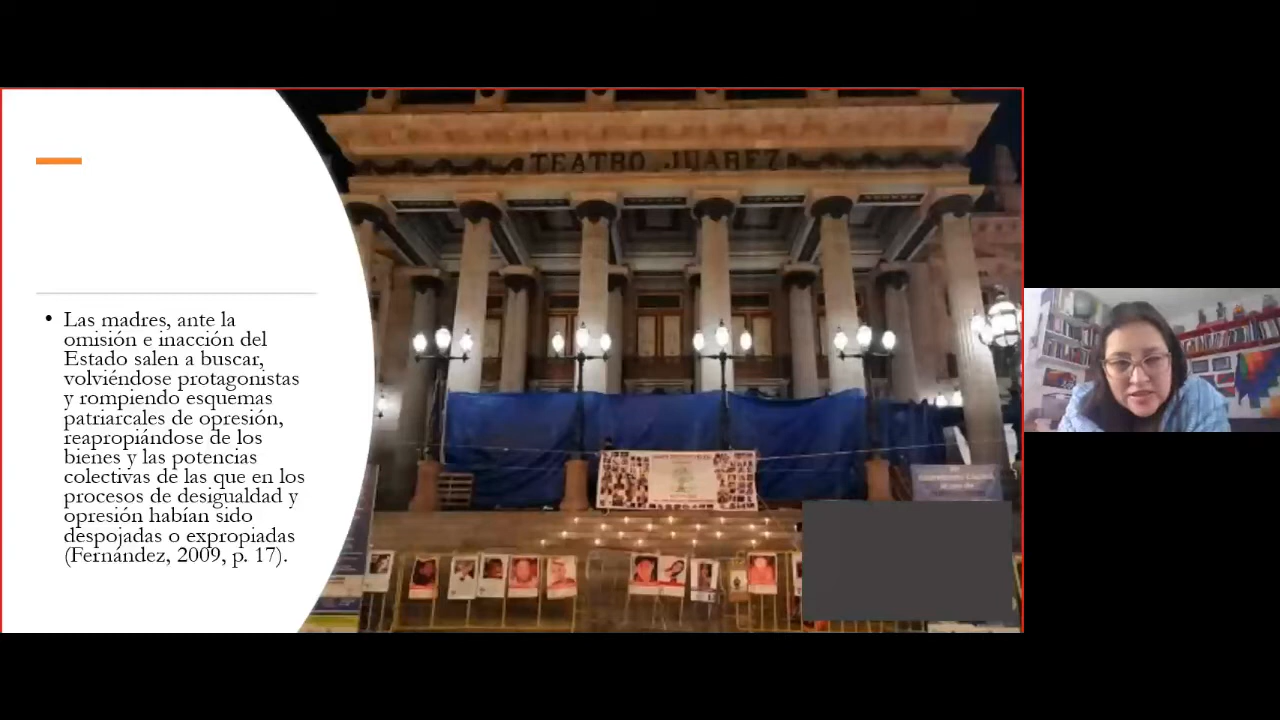 TEATRO JUAREZ
• Las madres, ante la
omisión e inacción del
Estado salen a buscar,
volviéndose protagonistas
y rompiendo esquemas
patriarcales de opresión,
reapropiándose de los
bienes y las potencias
colectivas de las que en los
procesos de desigualdad y
opresión habían sido
despojadas o expropiadas
(Fernández, 2009, p. 17).